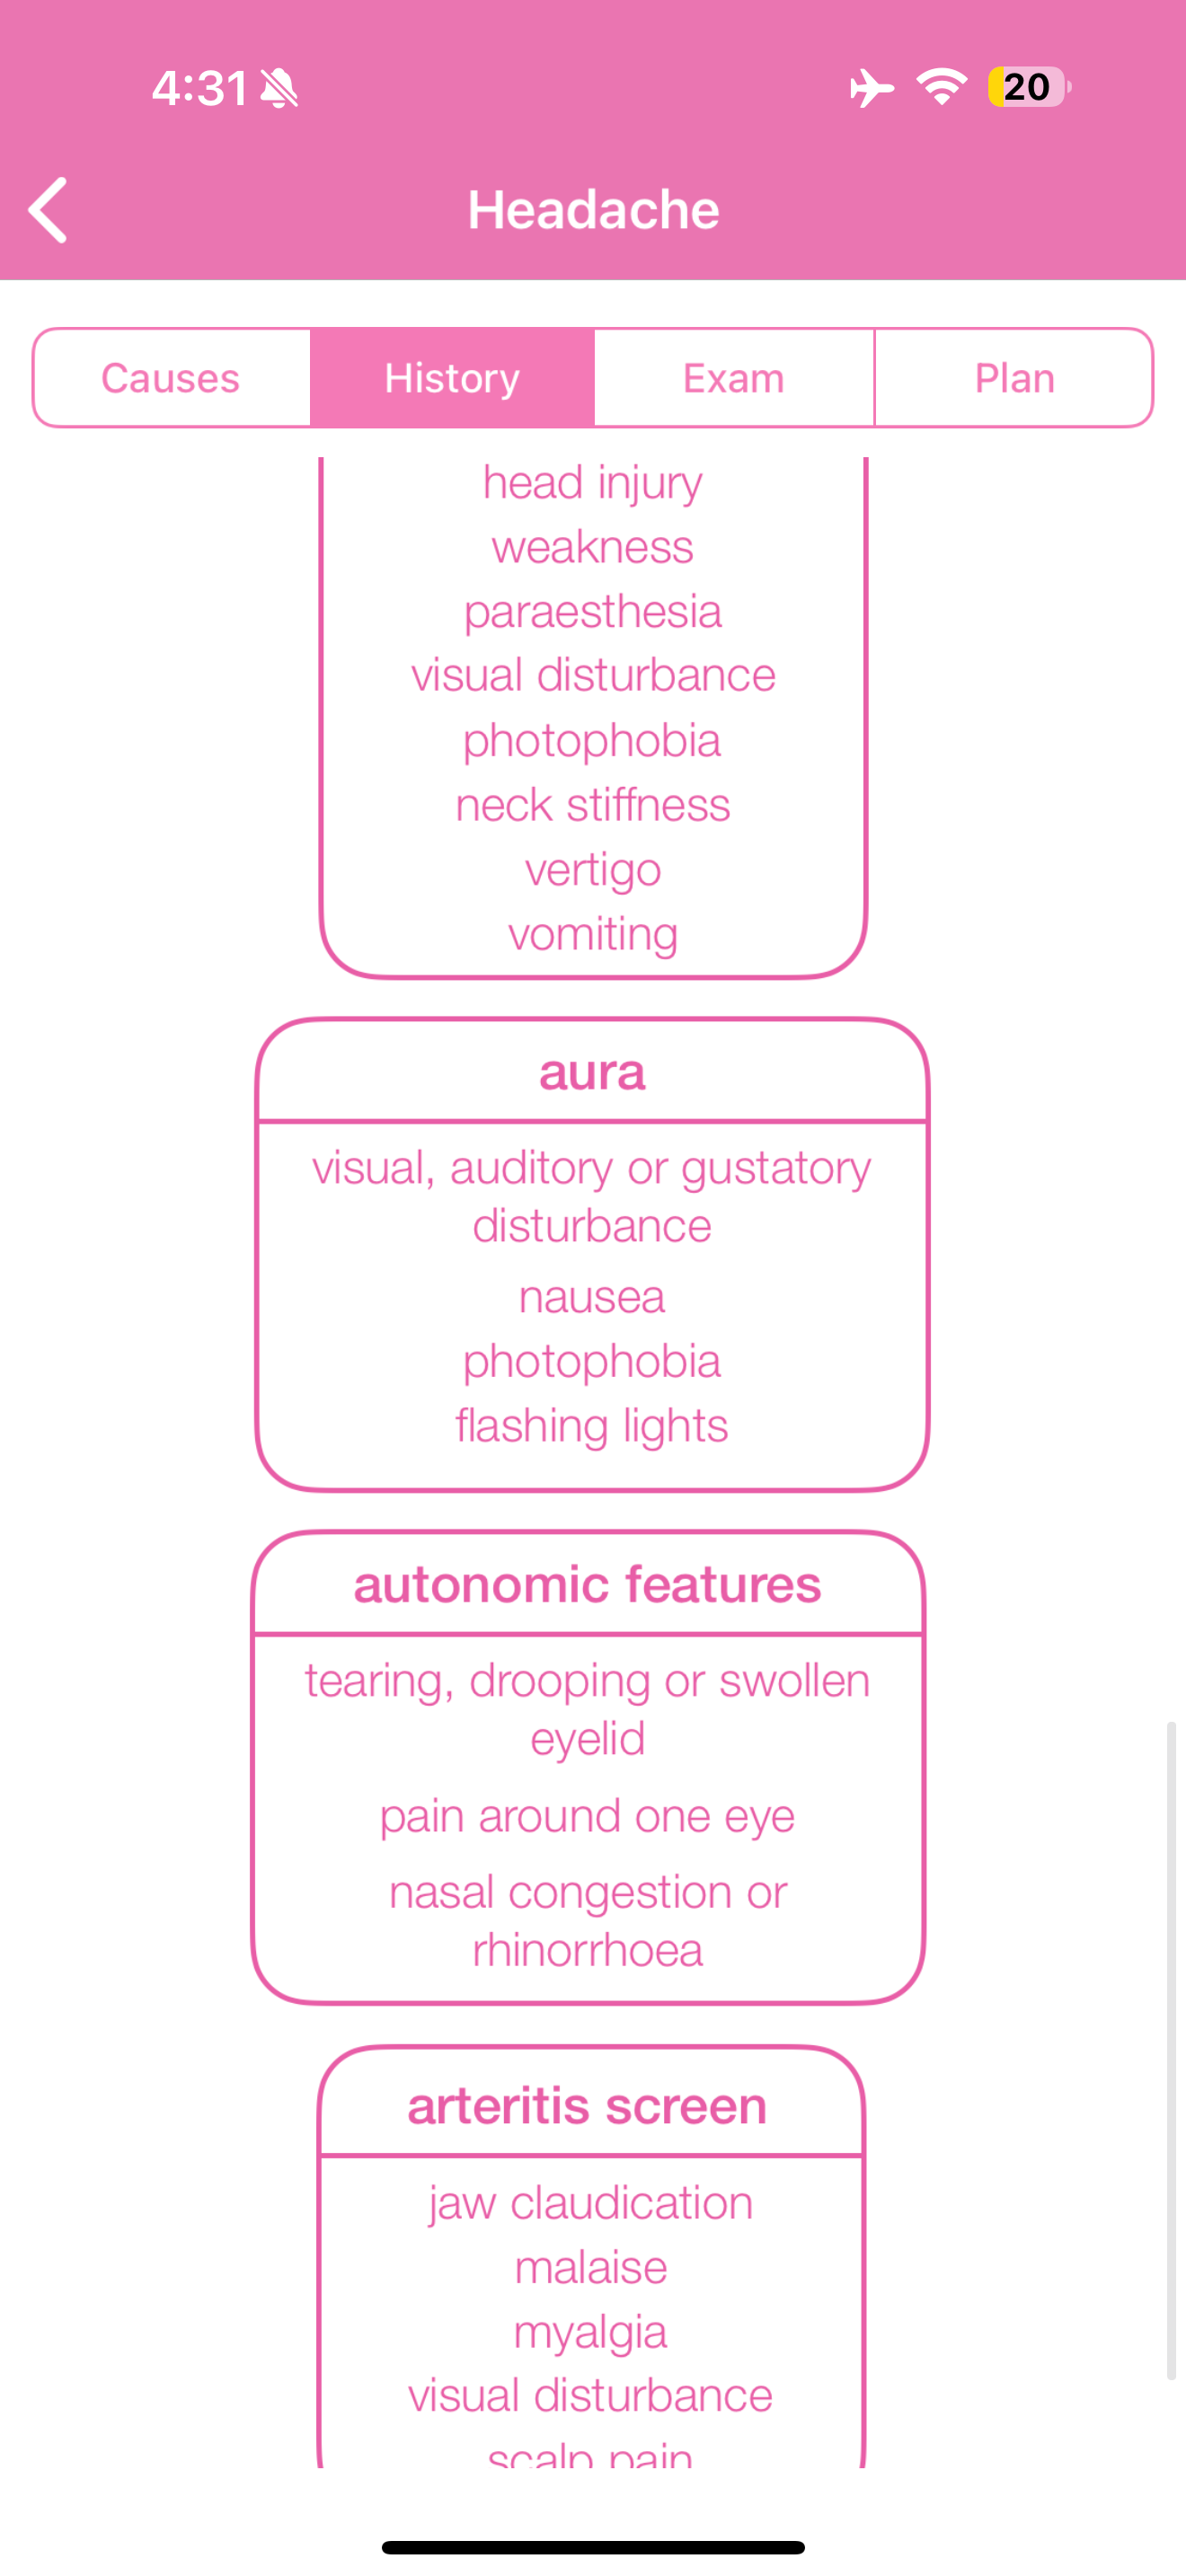 4:31
20
Headache
Causes
History
Exam
Plan
head injury
weakness
paraesthesia
visual disturbance
photophobia
neck stiffness
vertigo
vomiting
aura
visual, auditory or gustatory
disturbance
nausea
photophobia
flashing lights
autonomic features
tearing, drooping or swollen
eyelid
pain around one eye
nasal congestion or
rhinorrhoea
arteritis screen
jaw claudication
malaise
myalgia
visual disturbance
scalp pain